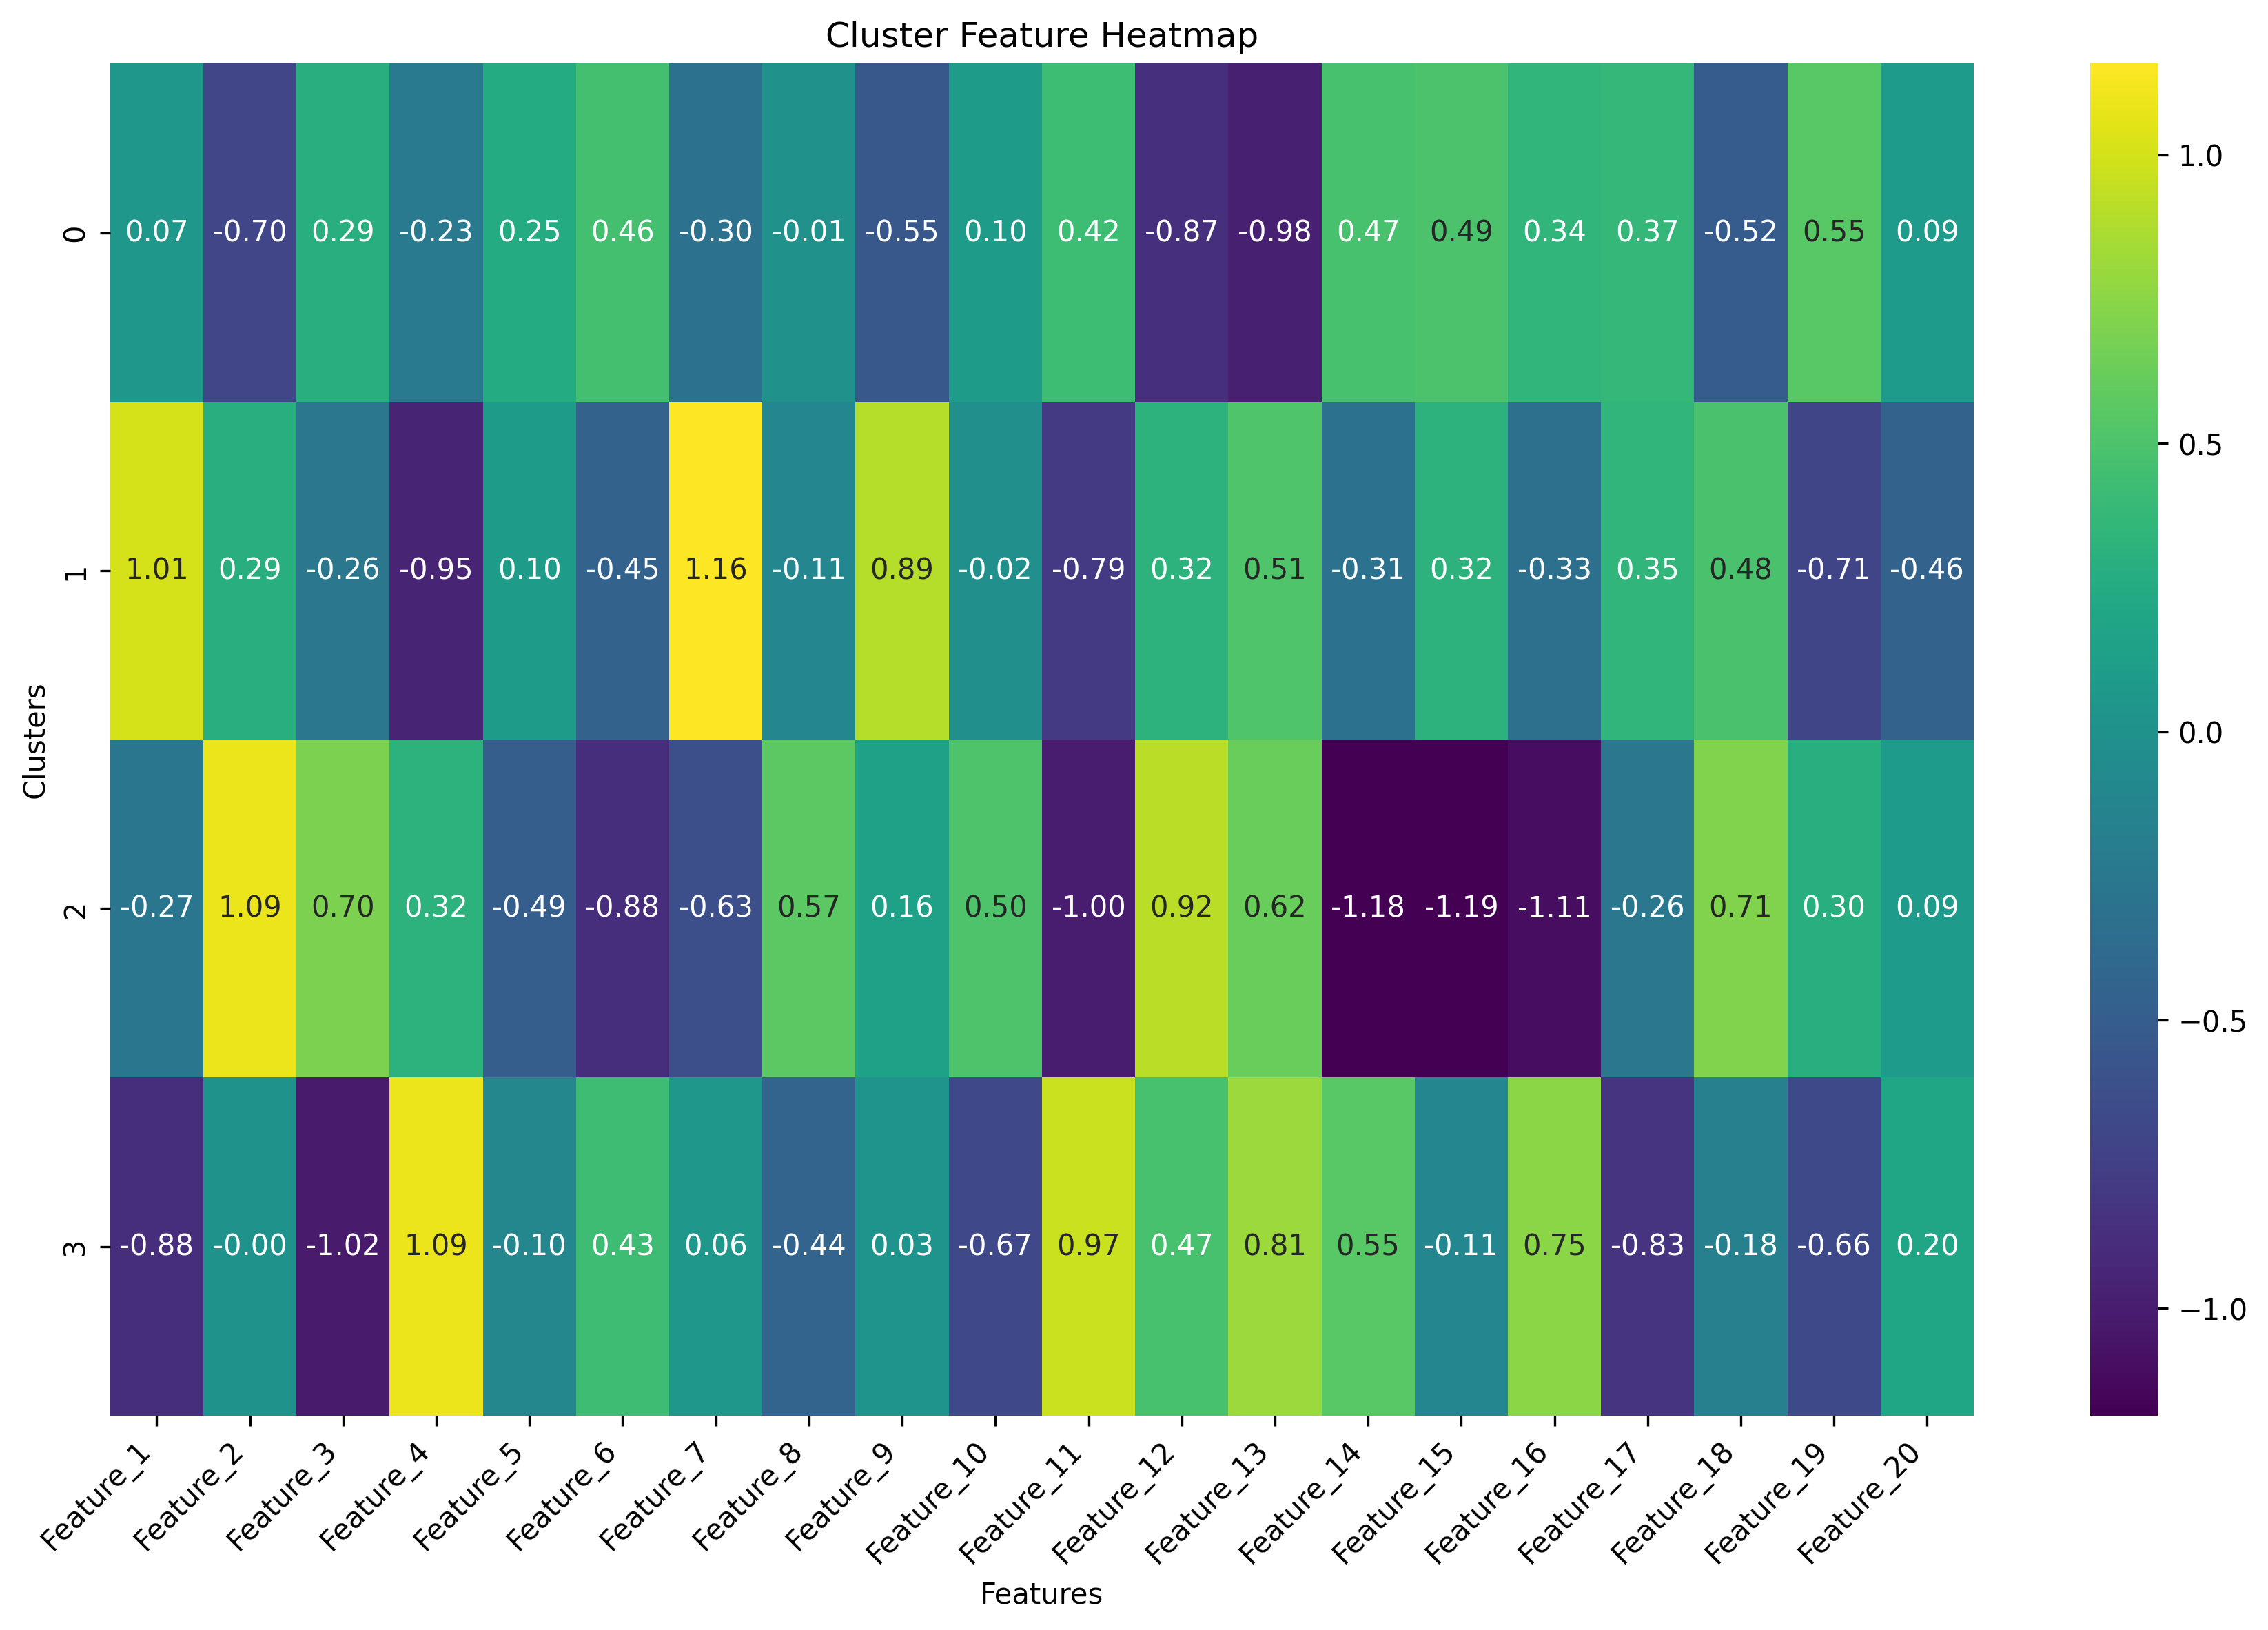 Cluster Feature Heatmap
0 0.07 -0.70 0.29 -0.23 0.25 0.46 -0.30 -0.01 -0.55 0.10 0.42 -0.87 -0.98 0.47 0.49 0.34 0.37 -0.52 0.55 0.09
1 1.01 0.29 -0.26 -0.95 0.10 -0.45 1.16 -0.11 0.89 -0.02 -0.79 0.32 0.51 -0.31 0.32 -0.33 0.35 0.48 -0.71 -0.46
Clusters
2 -0.27 1.09 0.70 0.32 -0.49 -0.88 -0.63 0.57 0.16 0.50 -1.00 0.92 0.62 -1.18 -1.19 -1.11 -0.26 0.71 0.30 0.09
3 -0.88 -0.00 -1.02 1.09 -0.10 0.43 0.06 -0.44 0.03 -0.67 0.97 0.47 0.81 0.55 -0.11 0.75 -0.83 -0.18 -0.66 0.20
Feature_1 Feature_2 Feature_3 Feature_4 Feature_5 Feature_6 Feature_7 Feature_8 Feature_9 Feature_10 Feature_11 Feature_12 Feature_13 Feature_14 Feature_15 Feature_16 Feature_17 Feature_18 Feature_19 Feature_20
Features
1.0
0.5
0.0
−0.5
−1.0